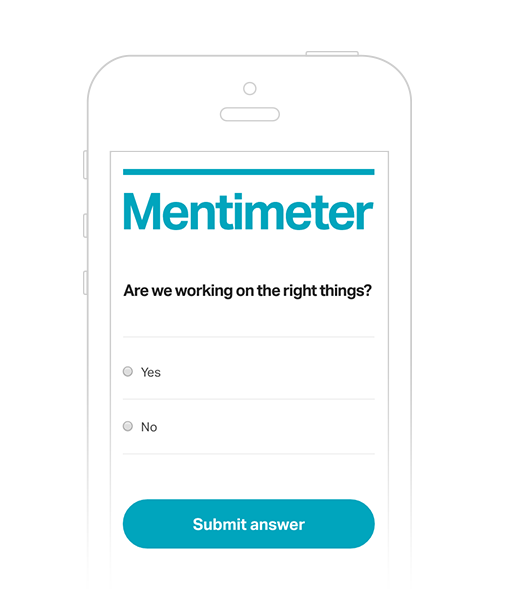 Mentimeter
Are we working on the right things?
Yes
No
Submit answer